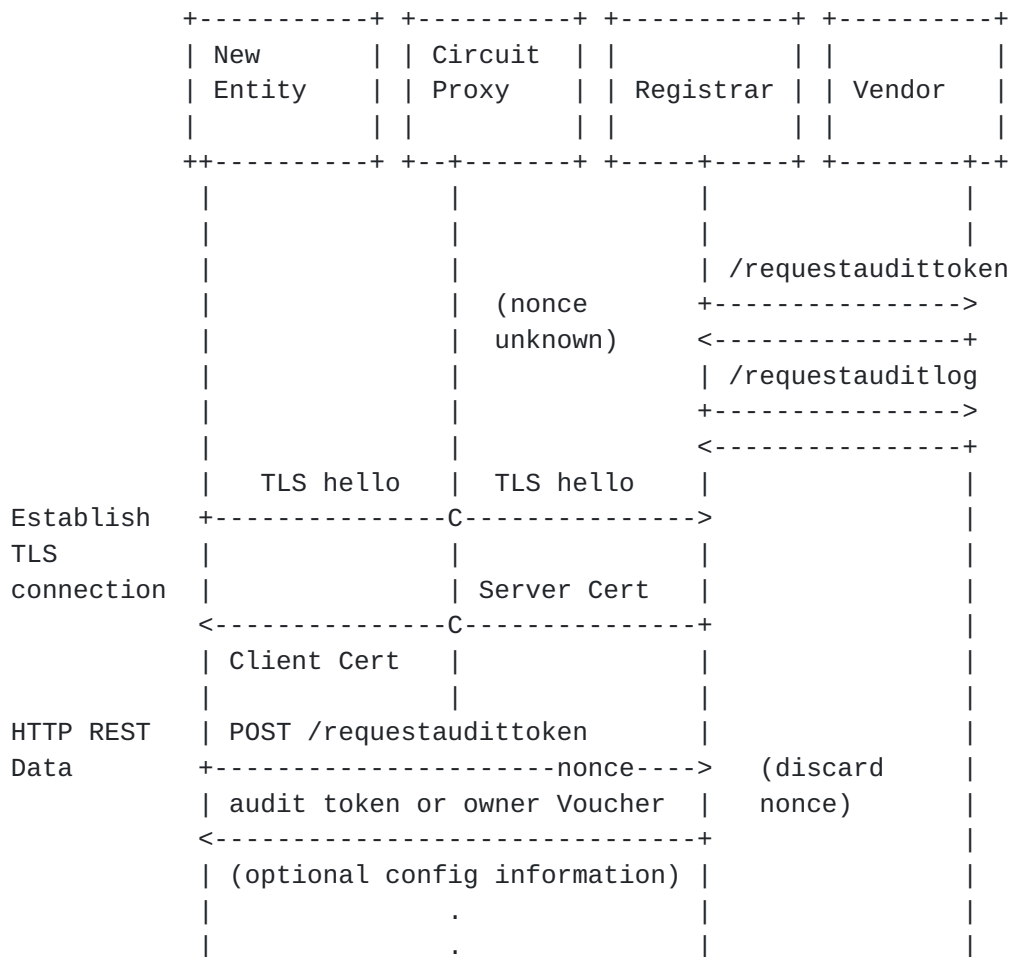 +-----------+ +----------+ +-----------+ +----------+
| New       | | Circuit  | |           | |          |
| Entity    | | Proxy    | | Registrar | | Vendor   |
|           | |          | |           | |          |
++----------+ +--+-------+ +-----+-----+ +--------+-+
 |               |               |                |
 |               |               |                |
 |               |               | /requestaudittoken
 |               |  (nonce       +---------------->
 |               |  unknown)     <----------------+
 |               |               | /requestauditlog
 |               |               +---------------->
 |               |               <----------------+
 |   TLS hello   |  TLS hello    |                |
Establish   +---------------C--------------->                |
TLS         |               |               |                |
connection  |               | Server Cert   |                |
 <---------------C---------------+                |
 | Client Cert   |               |                |
 |               |               |                |
HTTP REST   | POST /requestaudittoken       |                |
Data        +----------------------nonce---->   (discard     |
 | audit token or owner Voucher  |   nonce)       |
 <-------------------------------+                |
 | (optional config information) |                |
 |               .               |                |
 |               .               |                |